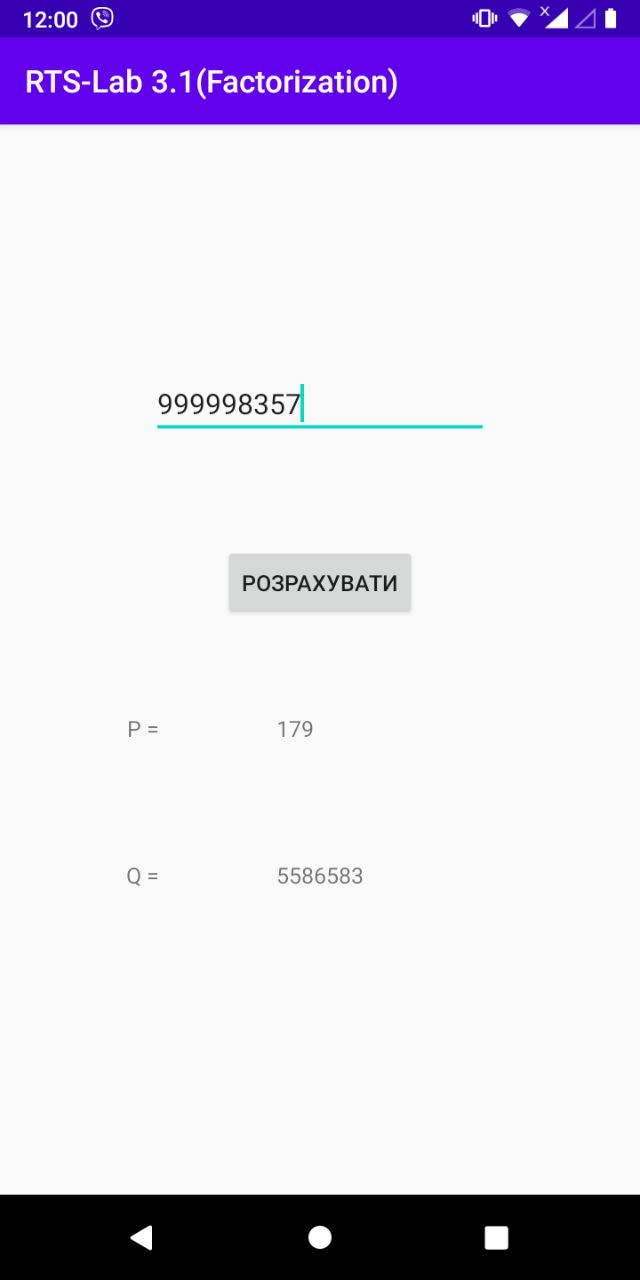 12:00
RTS-Lab 3.1(Factorization)
999998357
РОЗРАХУВАТИ
P = 179
Q = 5586583